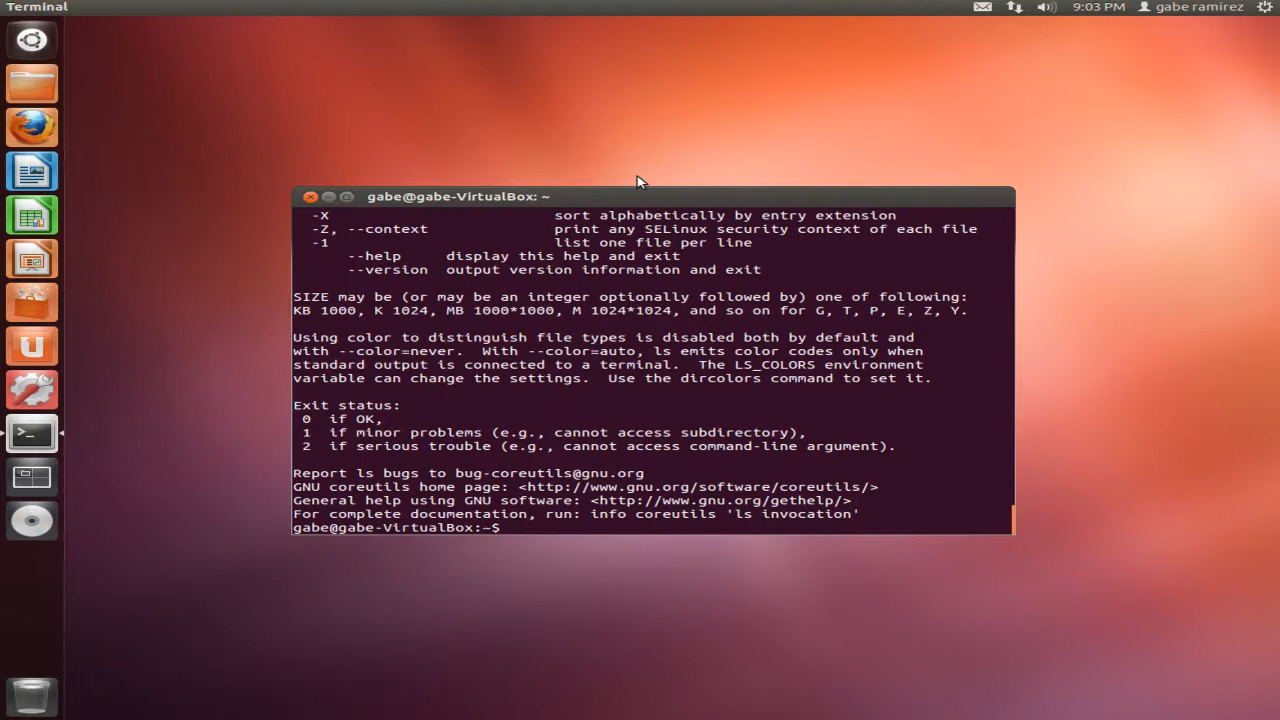 Terminal
9:03 PM gabe ramirez
gabe@gabe-VirtualBox: ~
-X sort alphabetically by entry extension
-Z, --context print any SELinux security context of each file
-1 list one file per line
--help display this help and exit
--version output version information and exit
SIZE may be (or may be an integer optionally followed by) one of following:
KB 1000, K 1024, MB 1000*1000, M 1024*1024, and so on for G, T, P, E, Z, Y.
Using color to distinguish file types is disabled both by default and
with --color=never. With --color=auto, ls emits color codes only when
standard output is connected to a terminal. The LS_COLORS environment
variable can change the settings. Use the dircolors command to set it.
Exit status:
0 if OK,
1 if minor problems (e.g., cannot access subdirectory),
2 if serious trouble (e.g., cannot access command-line argument).
Report ls bugs to bug-coreutils@gnu.org
GNU coreutils home page: <http://www.gnu.org/software/coreutils/>
General help using GNU software: <http://www.gnu.org/gethelp/>
For complete documentation, run: info coreutils 'ls invocation'
gabe@gabe-VirtualBox:~$